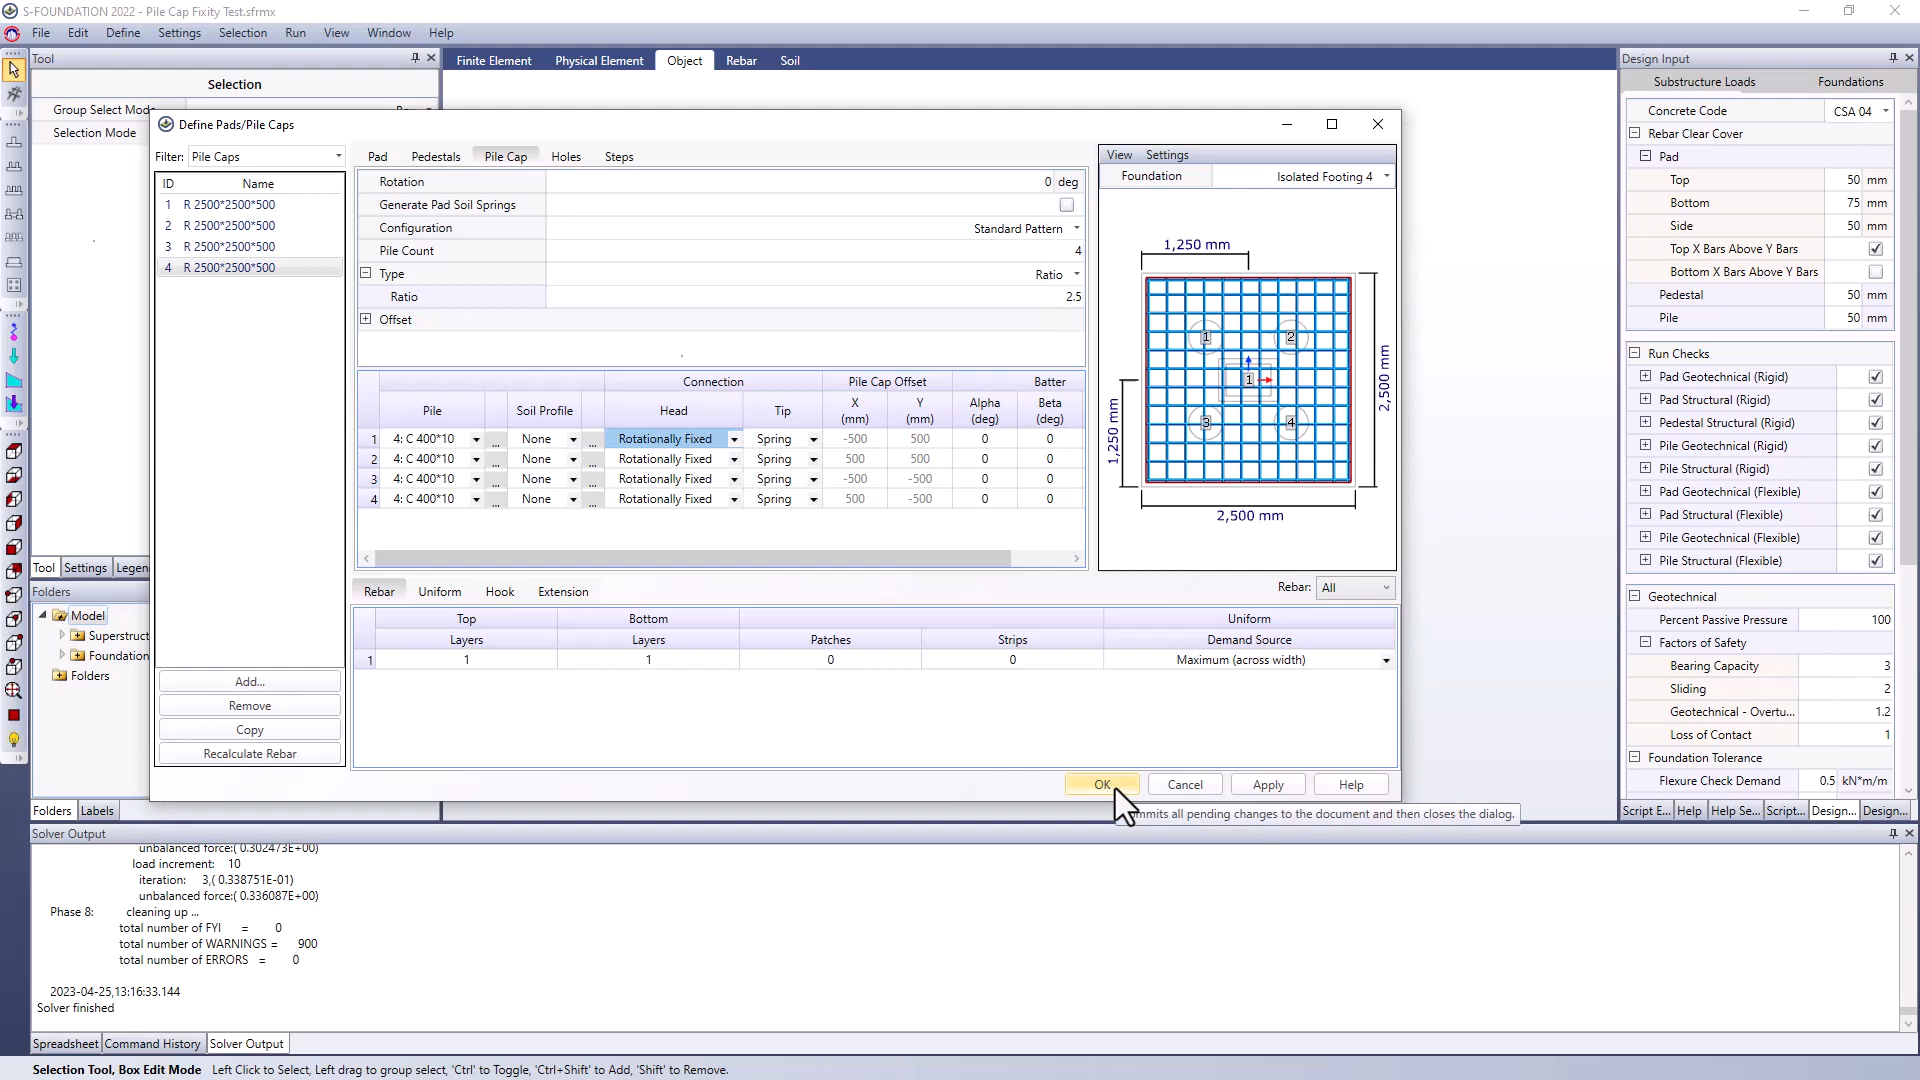 S-FOUNDATION 2022 - Pile Cap Fixity Test.sfrmx
File Edit Define Settings Selection Run View Window Help
Tool
Selection
Group Select Mode
Selection Mode
Finite Element Physical Element Object Rebar Soil
Define Pads/Pile Caps
Filter: Pile Caps
ID Name
1 R 2500*2500*500
2 R 2500*2500*500
3 R 2500*2500*500
4 R 2500*2500*500
Add...
Remove
Copy
Recalculate Rebar
Pad Pedestals Pile Cap Holes Steps
Rotation 0 deg
Generate Pad Soil Springs
Configuration Standard Pattern
Pile Count 4
Type Ratio
Ratio 2.5
Offset
Connection Pile Cap Offset Batter
Pile Soil Profile Head Tip X (mm) Y (mm) Alpha (deg) Beta (deg)
1 4: C 400*10 ... None ... Rotationally Fixed Spring -500 500 0 0
2 4: C 400*10 ... None ... Rotationally Fixed Spring 500 500 0 0
3 4: C 400*10 ... None ... Rotationally Fixed Spring -500 -500 0 0
4 4: C 400*10 ... None ... Rotationally Fixed Spring 500 -500 0 0
View Settings
Foundation Isolated Footing 4
1,250 mm
1 2
1
3 4
1,250 mm
2,500 mm
2,500 mm
Rebar Uniform Hook Extension
Rebar: All
Top Bottom Uniform
Layers Layers Patches Strips Demand Source
1 1 1 0 0 Maximum (across width)
OK Cancel Apply Help
mmits all pending changes to the document and then closes the dialog.
Tool Settings Legen
Folders
Model
Superstruct
Foundation
Folders
Folders Labels
Design Input
Substructure Loads Foundations
Concrete Code CSA 04
Rebar Clear Cover
Pad
Top 50 mm
Bottom 75 mm
Side 50 mm
Top X Bars Above Y Bars
Bottom X Bars Above Y Bars
Pedestal 50 mm
Pile 50 mm
Run Checks
Pad Geotechnical (Rigid)
Pad Structural (Rigid)
Pedestal Structural (Rigid)
Pile Geotechnical (Rigid)
Pile Structural (Rigid)
Pad Geotechnical (Flexible)
Pad Structural (Flexible)
Pile Geotechnical (Flexible)
Pile Structural (Flexible)
Geotechnical
Percent Passive Pressure 100
Factors of Safety
Bearing Capacity 3
Sliding 2
Geotechnical - Overtu... 1.2
Loss of Contact 1
Foundation Tolerance
Flexure Check Demand 0.5 kN*m/m
Script E... Help Help Se... Script... Design... Design...
Solver Output
unbalanced force:( 0.302473E+00)
load increment: 10
iteration: 3,( 0.338751E-01)
unbalanced force:( 0.336087E+00)
Phase 8: cleaning up ...
total number of FYI = 0
total number of WARNINGS = 900
total number of ERRORS = 0
2023-04-25,13:16:33.144
Solver finished
Spreadsheet Command History Solver Output
Selection Tool, Box Edit Mode Left Click to Select, Left drag to group select, 'Ctrl' to Toggle, 'Ctrl+Shift' to Add, 'Shift' to Remove.